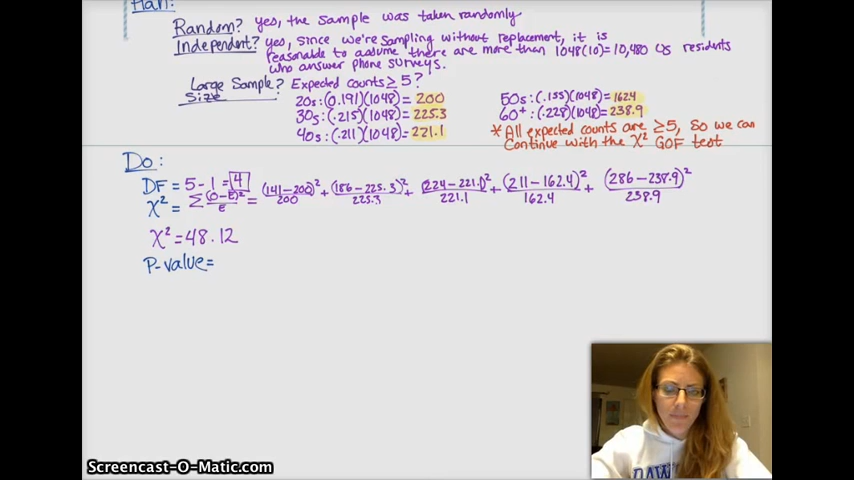 Plan:
Random? yes, the sample was taken randomly
Independent? yes, since we're sampling without replacement, it is
reasonable to assume there are more than 1048(10)=10,480 US residents
who answer phone surveys.
Large Sample Size? Expected counts ≥ 5?
20s: (0.191)(1048)= 200
30s: (.215)(1048)= 225.3
40s: (.211)(1048)= 221.1
50s: (.155)(1048)= 162.4
60+: (.228)(1048)= 238.9
* All expected counts are ≥5, so we can
continue with the χ² GOF test
Do:
DF = 5-1 = 4
χ² = Σ (O-E)²/E = (141-200)²/200 + (186-225.3)²/225.3 + (224-221.1)²/221.1 + (211-162.4)²/162.4 + (286-238.9)²/238.9
χ² = 48.12
P-value=
Screencast-O-Matic.com